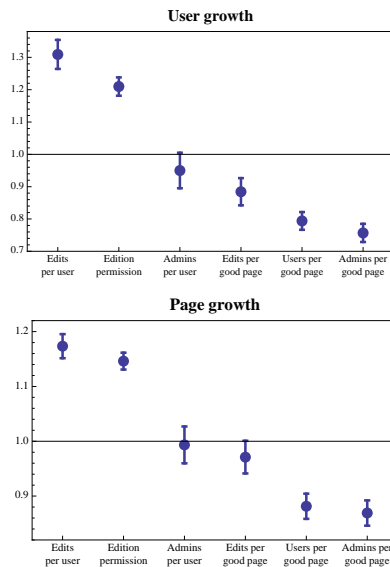 User growth
1.3
1.2
1.1
1.0
0.9
0.8
0.7
Edits Edition Admins Edits per Users per Admins per
per user permission per user good page good page good page
Page growth
1.2
1.1
1.0
0.9
Edits Edition Admins Edits per Users per Admins per
per user permission per user good page good page good page